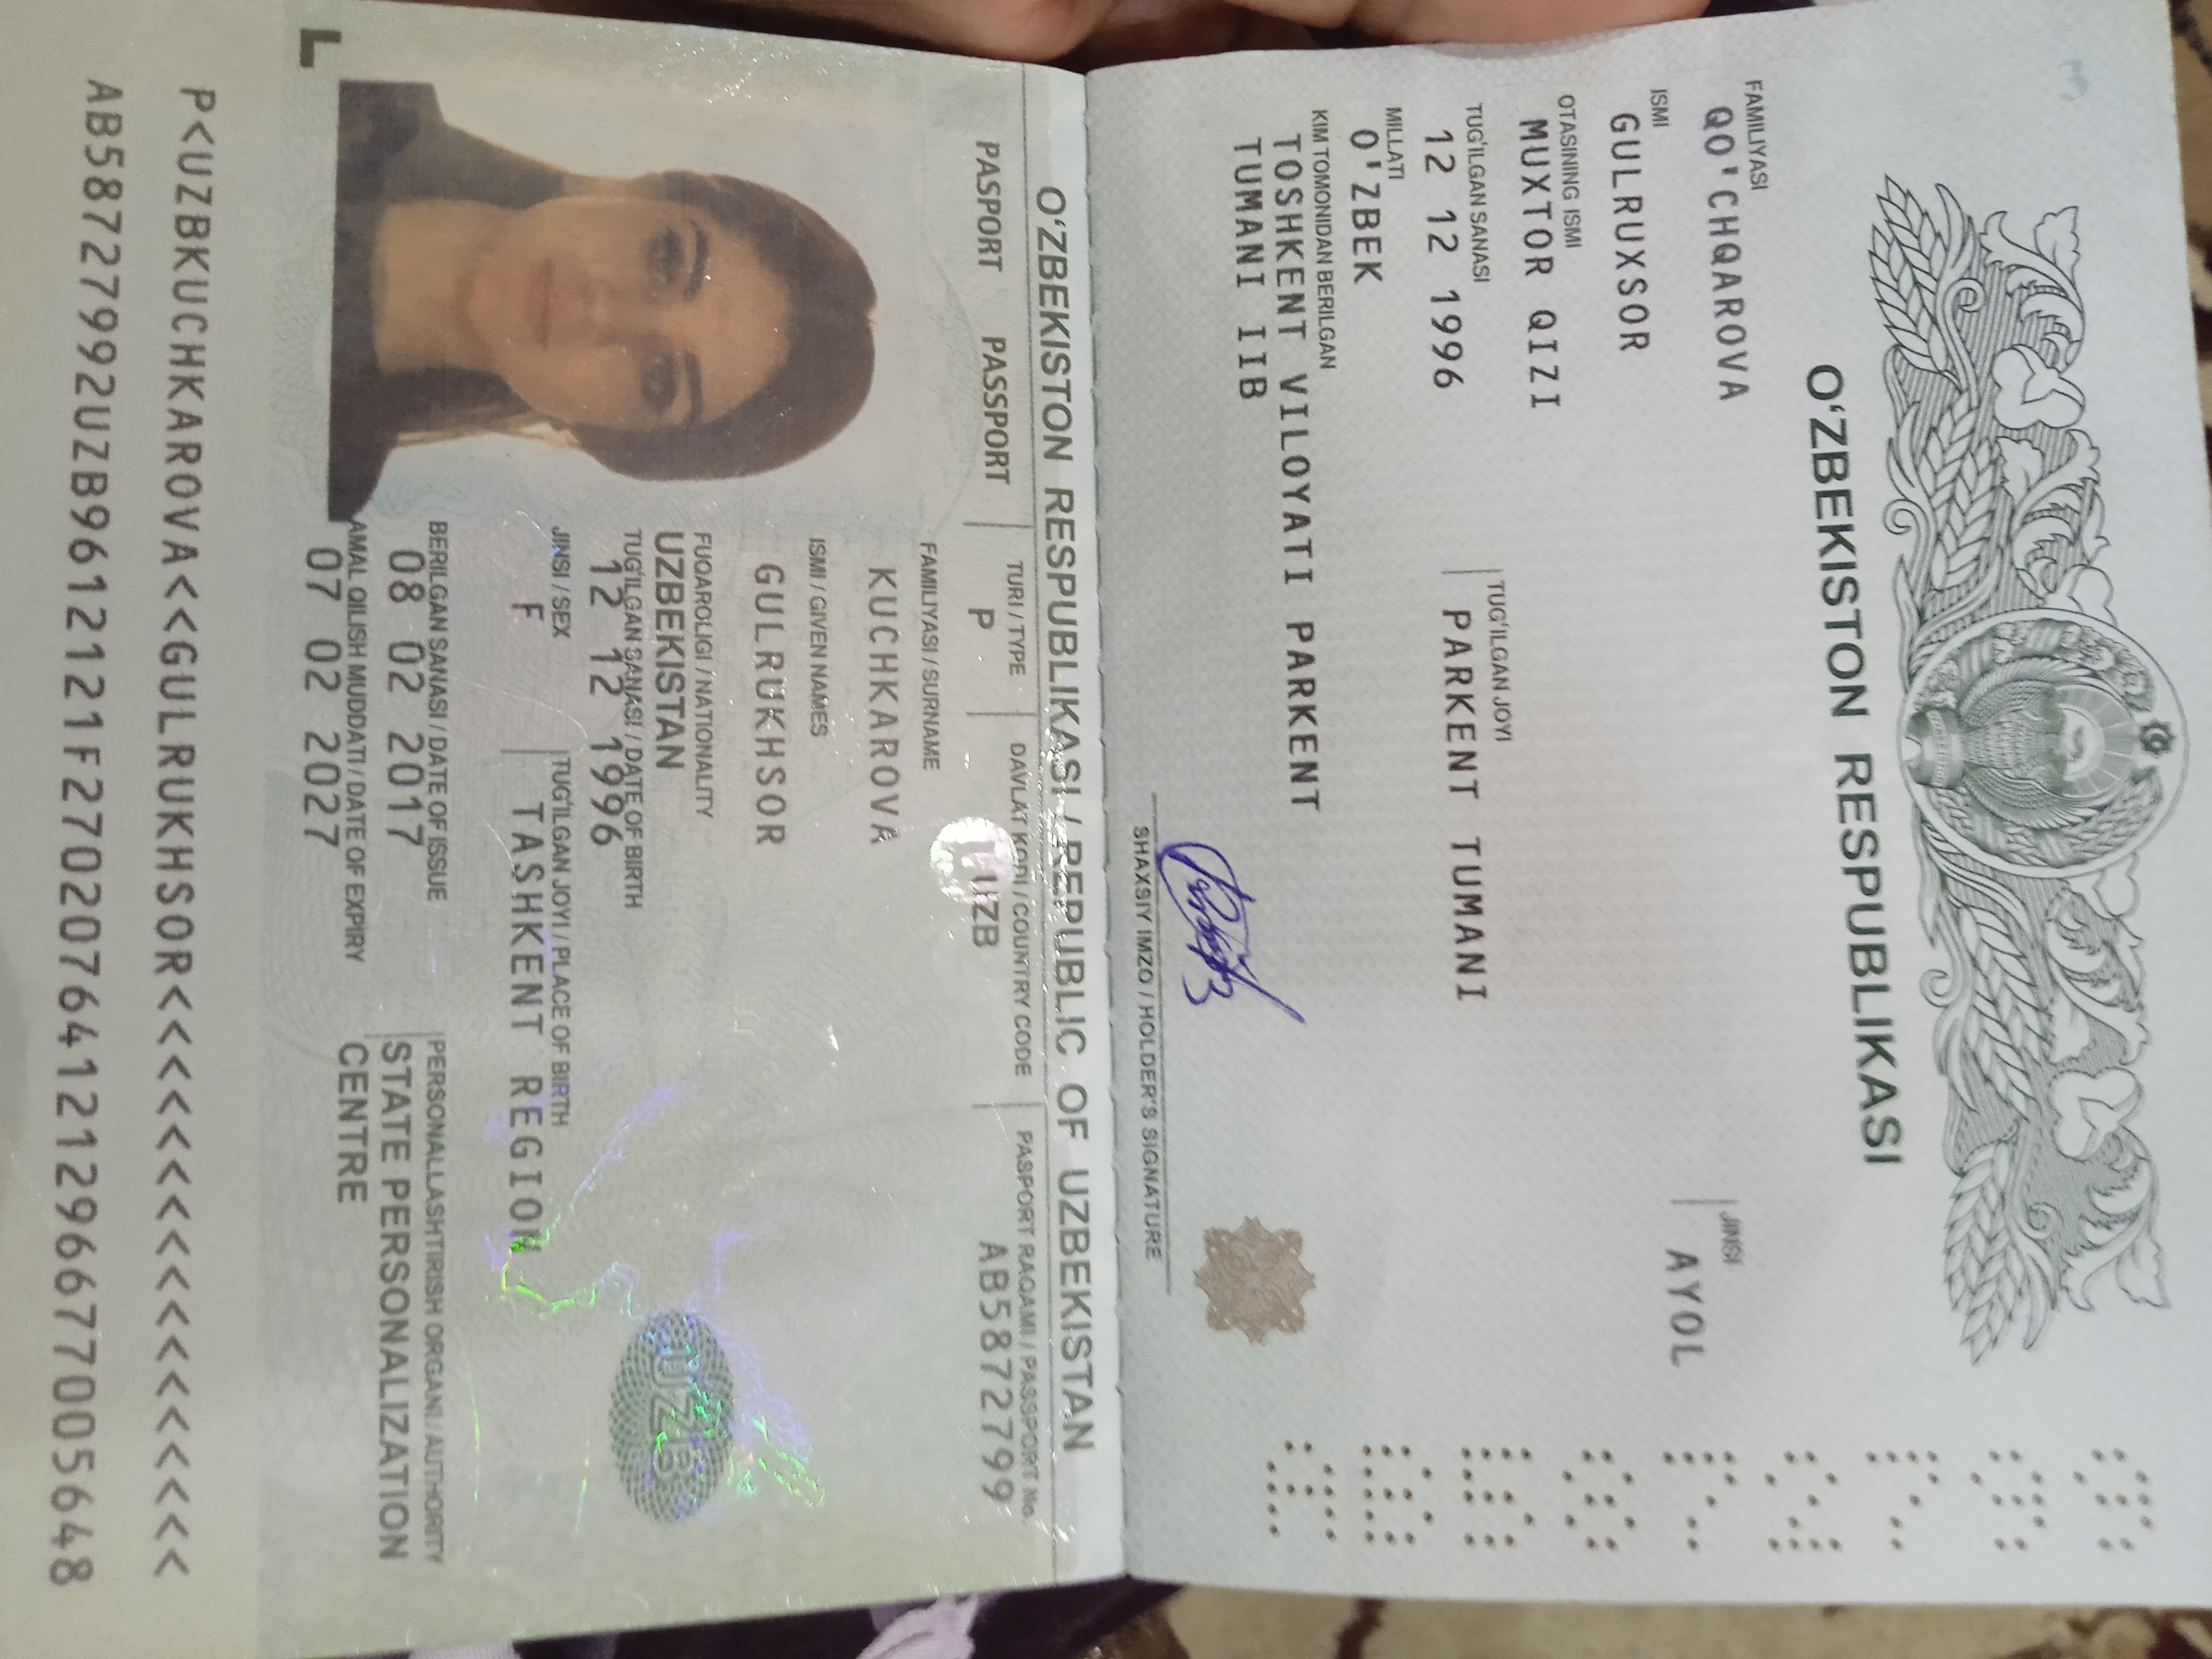 O'ZBEKISTON RESPUBLIKASI
FAMILIYASI
QO'CHQAROVA
JINSI
AYOL
ISMI
GULRUXSOR
OTASINING ISMI
MUXTOR QIZI
TUG'ILGAN SANASI
12 12 1996
TUG'ILGAN JOYI
PARKENT TUMANI
MILLATI
O'ZBEK
KIM TOMONIDAN BERILGAN
TOSHKENT VILOYATI PARKENT
TUMANI IIB
SHAXSIY IMZO / HOLDER'S SIGNATURE
AB5872799
O'ZBEKISTON RESPUBLIKASI / REPUBLIC OF UZBEKISTAN
PASPORT PASSPORT
TURI / TYPE
P
DAVLAT KODI / COUNTRY CODE
UZB
PASPORT RAQAMI / PASSPORT No.
AB5872799
FAMILIYASI / SURNAME
KUCHKAROVA
ISMI / GIVEN NAMES
GULRUKHSOR
FUQAROLIGI / NATIONALITY
UZBEKISTAN
TUG'ILGAN SANASI / DATE OF BIRTH
12 12 1996
JINSI / SEX
F
TUG'ILGAN JOYI / PLACE OF BIRTH
TASHKENT REGION
BERILGAN SANASI / DATE OF ISSUE
08 02 2017
PERSONALLASHTIRISH ORGANI / AUTHORITY
STATE PERSONALIZATION
CENTRE
AMAL QILISH MUDDATI / DATE OF EXPIRY
07 02 2027
UZB
P<UZBKUCHKAROVA<<GULRUKHSOR<<<<<<<<<<<<<<<<<
AB58727992UZB9612121F27020764121296677005648